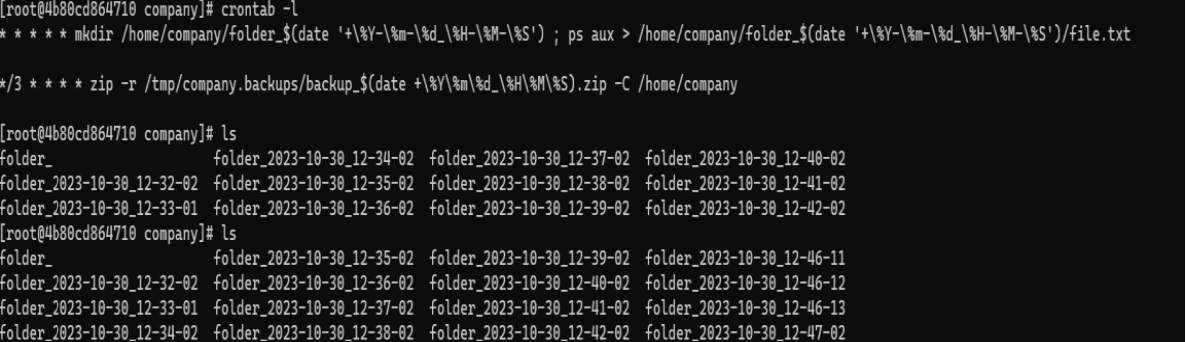 [root@4b80cd864710 company]# crontab -l
* * * * * mkdir /home/company/folder_$(date '+\%Y-\%m-\%d_\%H-\%M-\%S') ; ps aux > /home/company/folder_$(date '+\%Y-\%m-\%d_\%H-\%M-\%S')/file.txt
*/3 * * * * zip -r /tmp/company.backups/backup_$(date +\%Y\%m\%d_\%H\%M\%S).zip -C /home/company
[root@4b80cd864710 company]# ls
folder_ folder_2023-10-30_12-34-02 folder_2023-10-30_12-37-02 folder_2023-10-30_12-40-02
folder_2023-10-30_12-32-02 folder_2023-10-30_12-35-02 folder_2023-10-30_12-38-02 folder_2023-10-30_12-41-02
folder_2023-10-30_12-33-01 folder_2023-10-30_12-36-02 folder_2023-10-30_12-39-02 folder_2023-10-30_12-42-02
[root@4b80cd864710 company]# ls
folder_ folder_2023-10-30_12-35-02 folder_2023-10-30_12-39-02 folder_2023-10-30_12-46-11
folder_2023-10-30_12-32-02 folder_2023-10-30_12-36-02 folder_2023-10-30_12-40-02 folder_2023-10-30_12-46-12
folder_2023-10-30_12-33-01 folder_2023-10-30_12-37-02 folder_2023-10-30_12-41-02 folder_2023-10-30_12-46-13
folder_2023-10-30_12-34-02 folder_2023-10-30_12-38-02 folder_2023-10-30_12-42-02 folder_2023-10-30_12-47-02